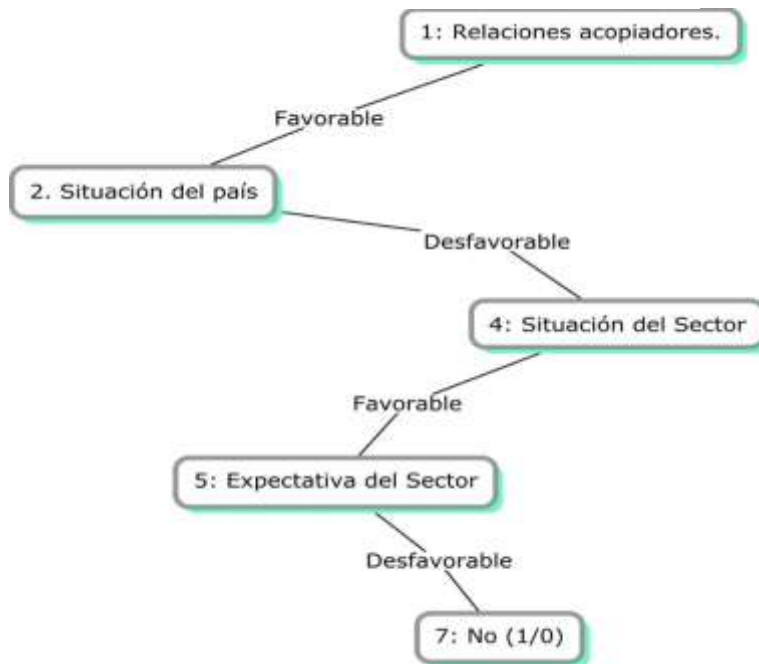 1: Relaciones acopiadores.
Favorable
2. Situación del país
Desfavorable
4: Situación del Sector
Favorable
5: Expectativa del Sector
Desfavorable
7: No (1/0)